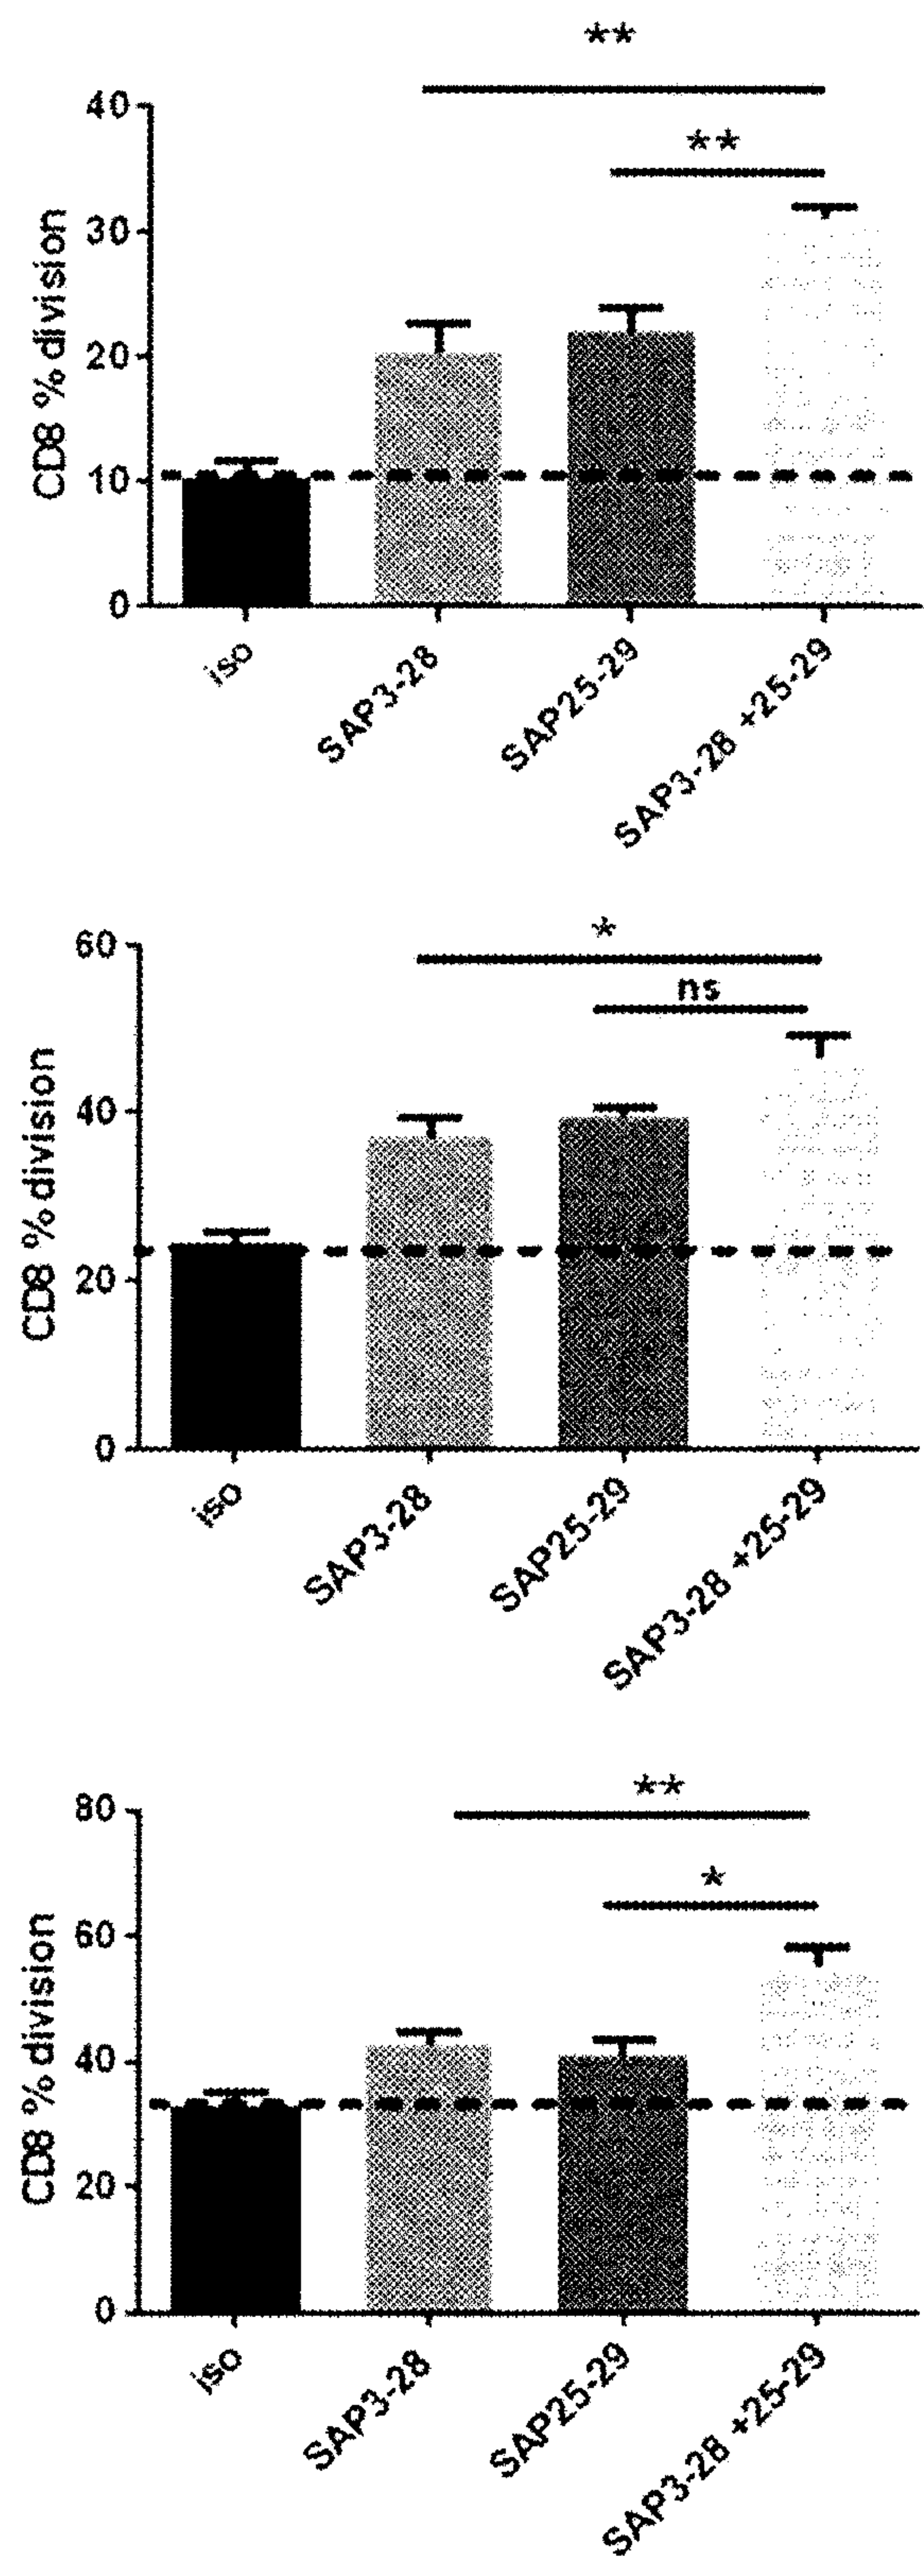 **
40
**
30
20
10
0
CD8 % division
iso
SAP3-28
SAP25-29
SAP3-28 +25-29
*
60
ns
40
20
0
CD8 % division
iso
SAP3-28
SAP25-29
SAP3-28 +25-29
**
80
*
60
40
20
0
CD8 % division
iso
SAP3-28
SAP25-29
SAP3-28 +25-29